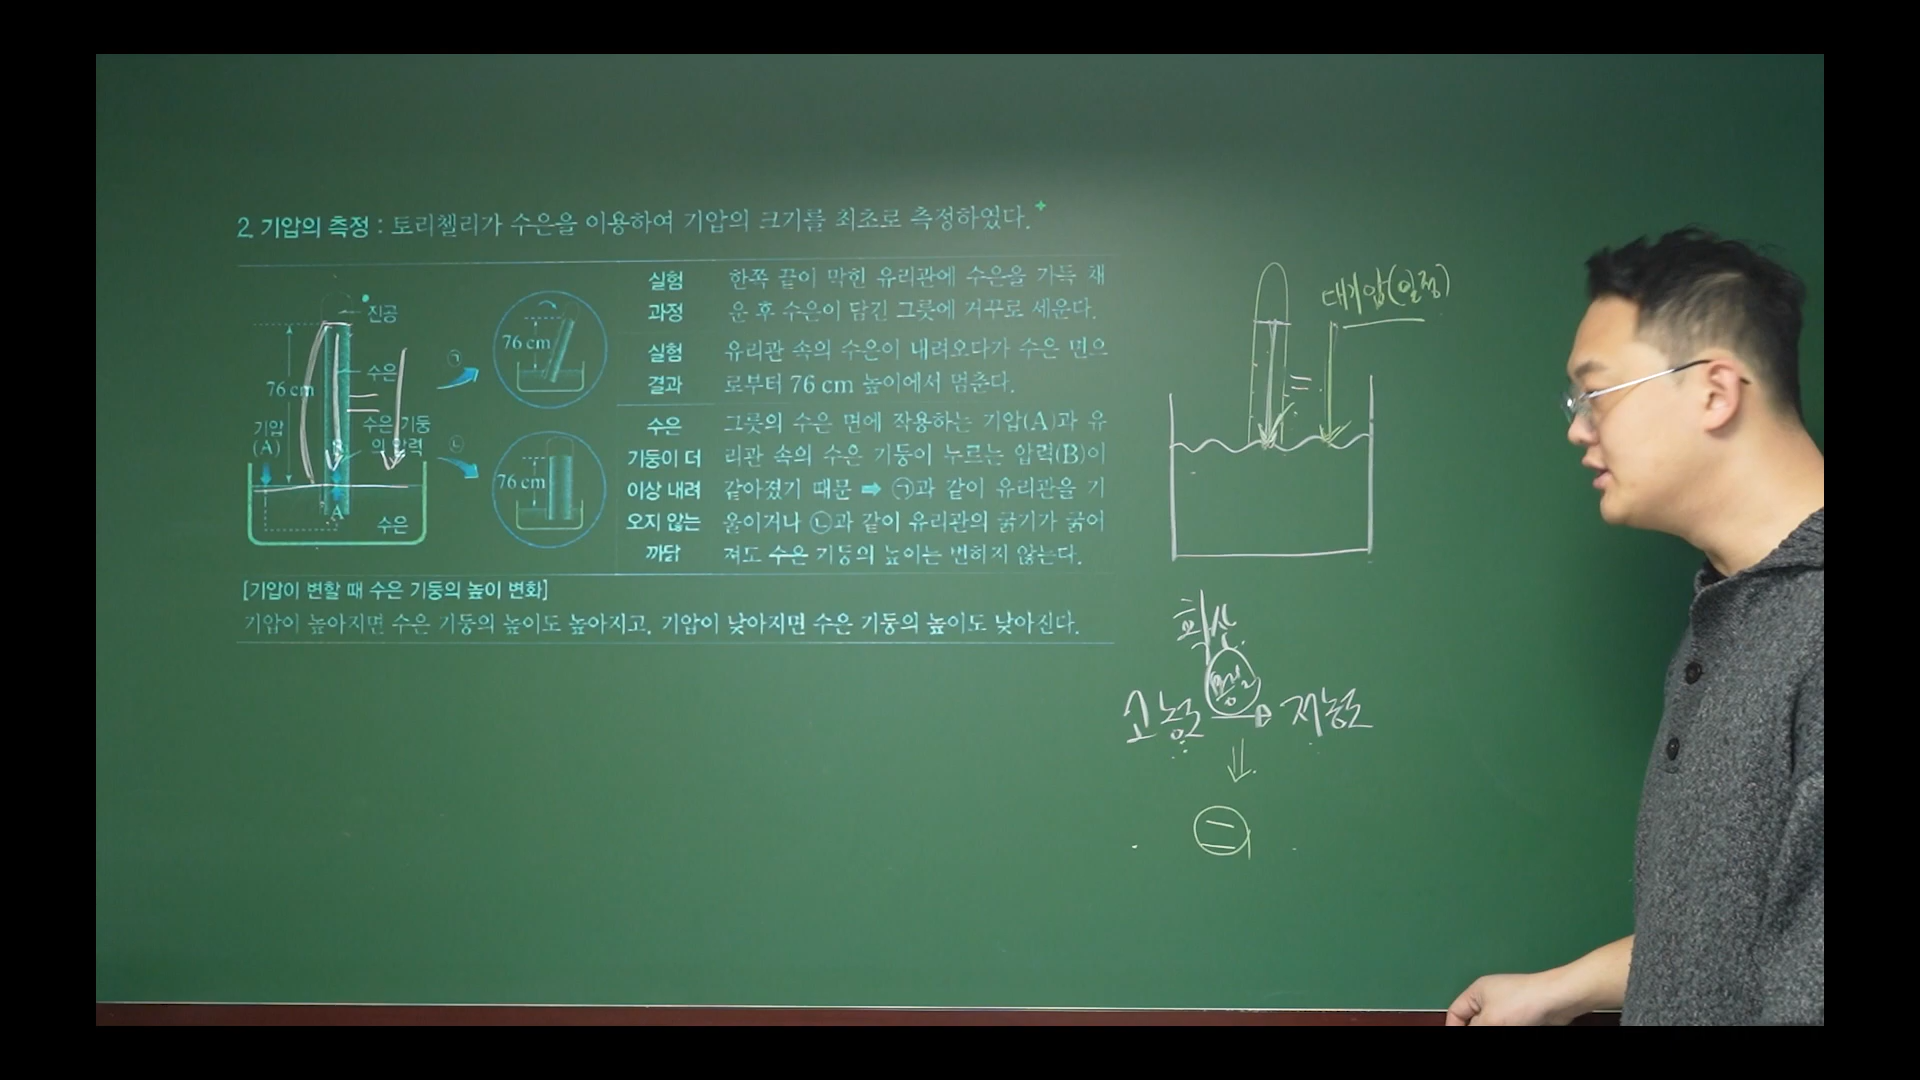 2. 기압의 측정 : 토리첼리가 수은을 이용하여 기압의 크기를 최초로 측정하였다.
진공
76 cm
수은
수은 기둥
의 압력
기압
(A)
B
A
수은
㉠
㉡
76 cm
76 cm
실험
과정
한쪽 끝이 막힌 유리관에 수은을 가득 채
운 후 수은이 담긴 그릇에 거꾸로 세운다.
실험
결과
유리관 속의 수은이 내려오다가 수은 면으
로부터 76 cm 높이에서 멈춘다.
수은
기둥이 더
이상 내려
오지 않는
까닭
그릇의 수은 면에 작용하는 기압(A)과 유
리관 속의 수은 기둥이 누르는 압력(B)이
같아졌기 때문 ➡ ㉠과 같이 유리관을 기
울이거나 ㉡과 같이 유리관의 굵기가 굵어
져도 수은 기둥의 높이는 변하지 않는다.
[기압이 변할 때 수은 기둥의 높이 변화]
기압이 높아지면 수은 기둥의 높이도 높아지고, 기압이 낮아지면 수은 기둥의 높이도 낮아진다.
대기압(일정)
=
확산
고농도 → 저농도
=